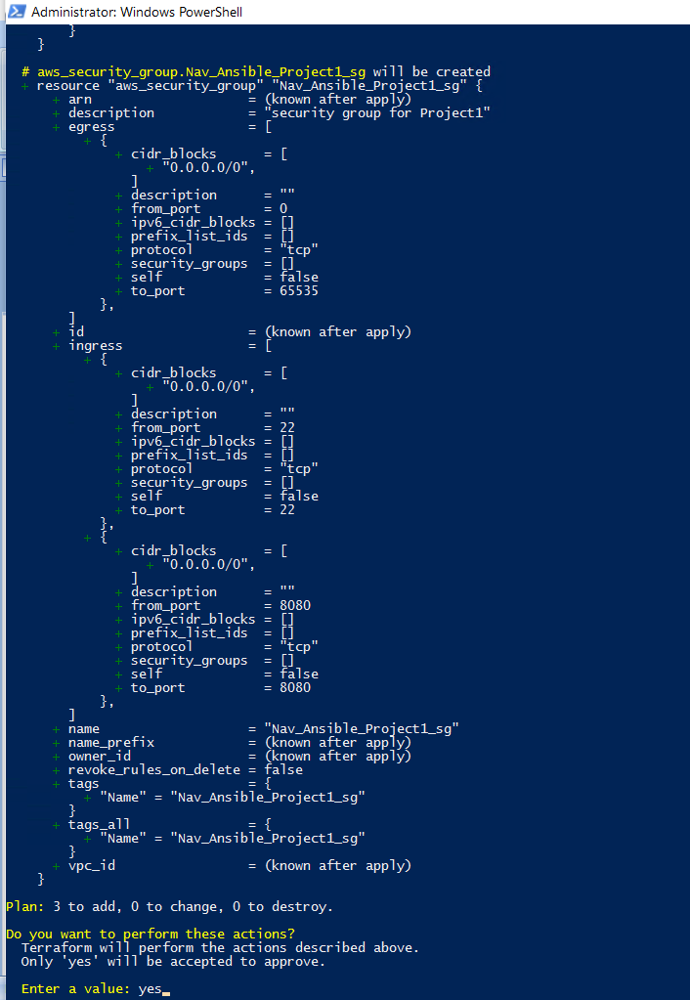 Administrator: Windows PowerShell
}
}
# aws_security_group.Nav_Ansible_Project1_sg will be created
+ resource "aws_security_group" "Nav_Ansible_Project1_sg" {
+ arn = (known after apply)
+ description = "security group for Project1"
+ egress = [
+ {
+ cidr_blocks = [
+ "0.0.0.0/0",
]
+ description = ""
+ from_port = 0
+ ipv6_cidr_blocks = []
+ prefix_list_ids = []
+ protocol = "tcp"
+ security_groups = []
+ self = false
+ to_port = 65535
},
]
+ id = (known after apply)
+ ingress = [
+ {
+ cidr_blocks = [
+ "0.0.0.0/0",
]
+ description = ""
+ from_port = 22
+ ipv6_cidr_blocks = []
+ prefix_list_ids = []
+ protocol = "tcp"
+ security_groups = []
+ self = false
+ to_port = 22
},
+ {
+ cidr_blocks = [
+ "0.0.0.0/0",
]
+ description = ""
+ from_port = 8080
+ ipv6_cidr_blocks = []
+ prefix_list_ids = []
+ protocol = "tcp"
+ security_groups = []
+ self = false
+ to_port = 8080
},
]
+ name = "Nav_Ansible_Project1_sg"
+ name_prefix = (known after apply)
+ owner_id = (known after apply)
+ revoke_rules_on_delete = false
+ tags = {
+ "Name" = "Nav_Ansible_Project1_sg"
}
+ tags_all = {
+ "Name" = "Nav_Ansible_Project1_sg"
}
+ vpc_id = (known after apply)
}
Plan: 3 to add, 0 to change, 0 to destroy.
Do you want to perform these actions?
Terraform will perform the actions described above.
Only 'yes' will be accepted to approve.
Enter a value: yes